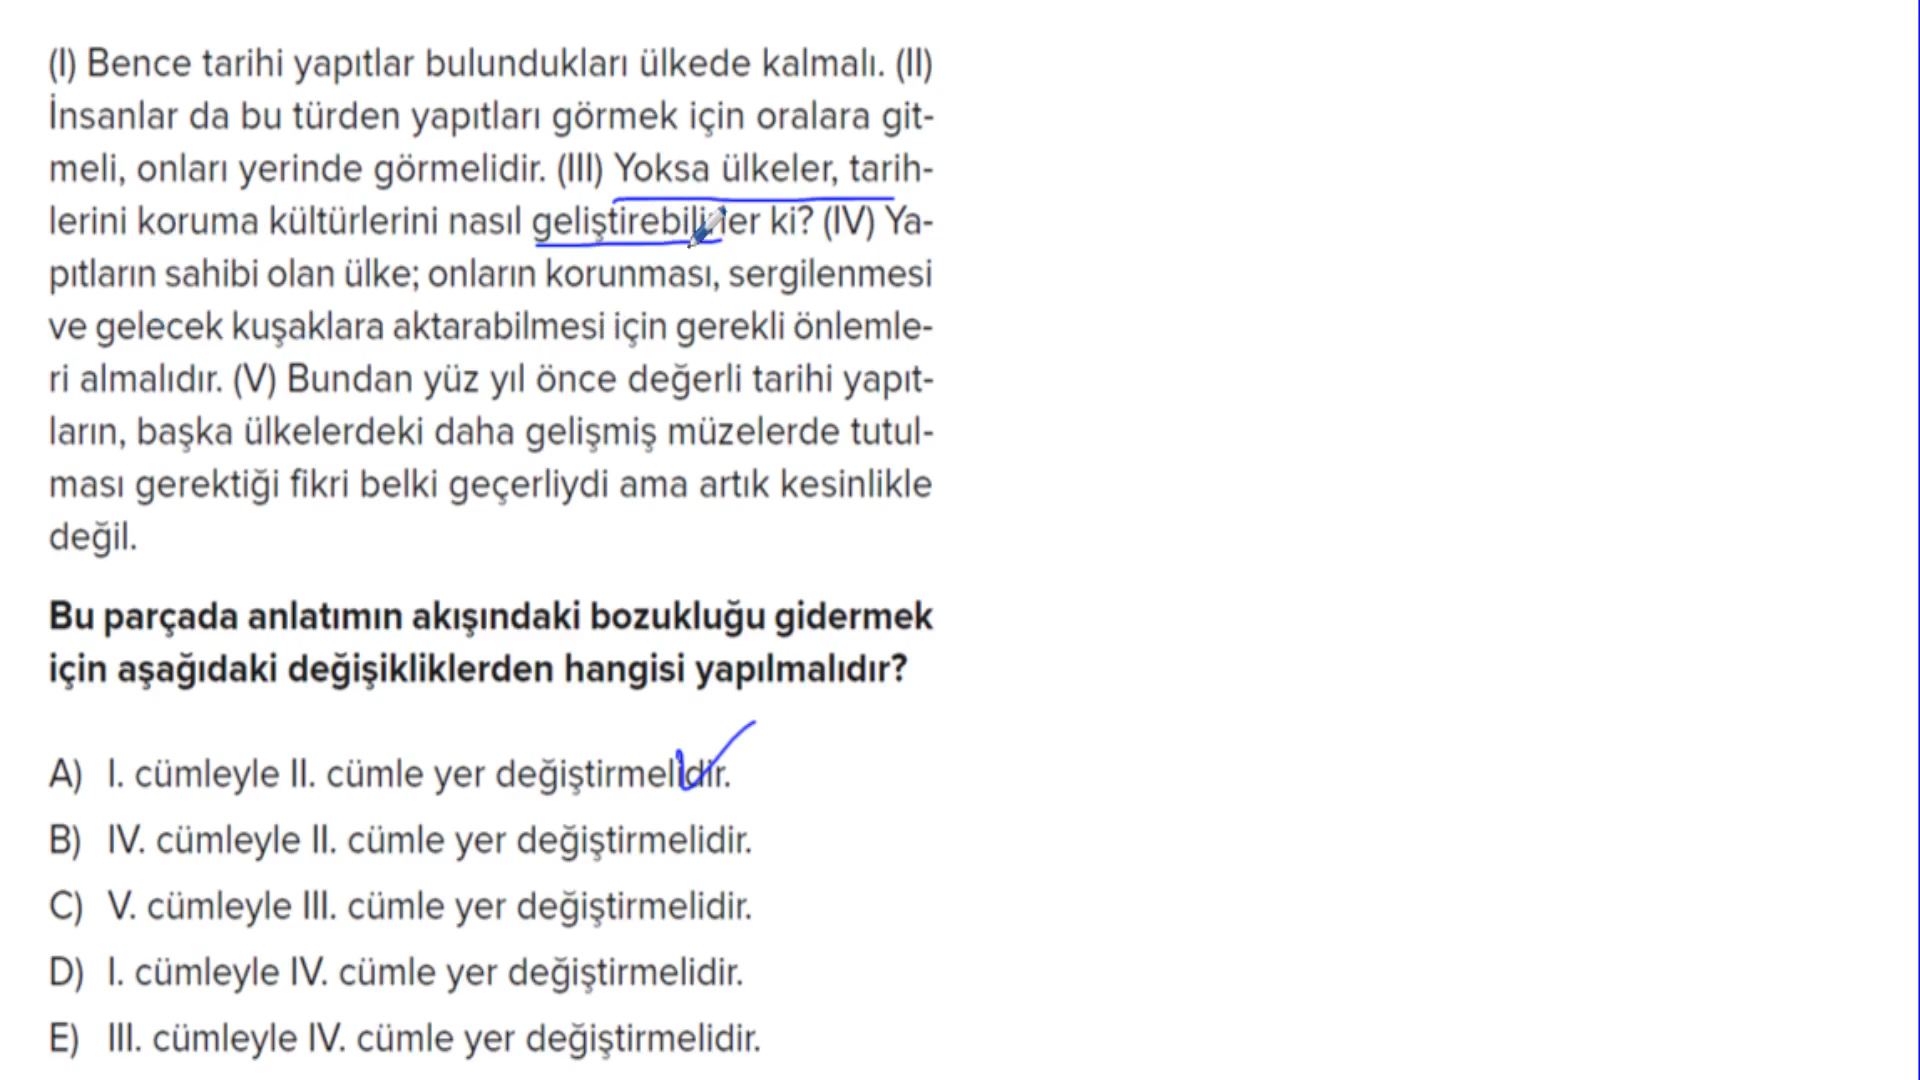 (I) Bence tarihi yapıtlar bulundukları ülkede kalmalı. (II)
İnsanlar da bu türden yapıtları görmek için oralara git-
meli, onları yerinde görmelidir. (III) Yoksa ülkeler, tarih-
lerini koruma kültürlerini nasıl geliştirebilirler ki? (IV) Ya-
pıtların sahibi olan ülke; onların korunması, sergilenmesi
ve gelecek kuşaklara aktarabilmesi için gerekli önlemle-
ri almalıdır. (V) Bundan yüz yıl önce değerli tarihi yapıt-
ların, başka ülkelerdeki daha gelişmiş müzelerde tutul-
ması gerektiği fikri belki geçerliydi ama artık kesinlikle
değil.
Bu parçada anlatımın akışındaki bozukluğu gidermek
için aşağıdaki değişikliklerden hangisi yapılmalıdır?
A) I. cümleyle II. cümle yer değiştirmelidir.
B) IV. cümleyle II. cümle yer değiştirmelidir.
C) V. cümleyle III. cümle yer değiştirmelidir.
D) I. cümleyle IV. cümle yer değiştirmelidir.
E) III. cümleyle IV. cümle yer değiştirmelidir.